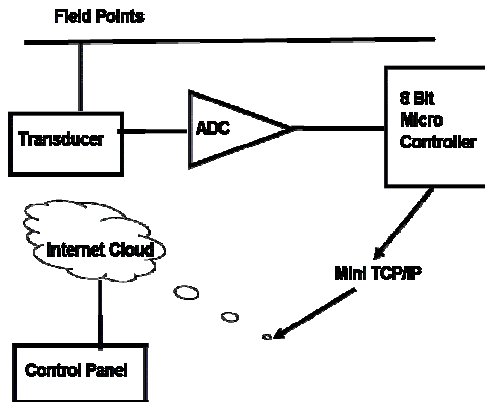 Field Points
Transducer
ADC
8 Bit
Micro
Controller
Internet Cloud
Mini TCP/IP
Control Panel